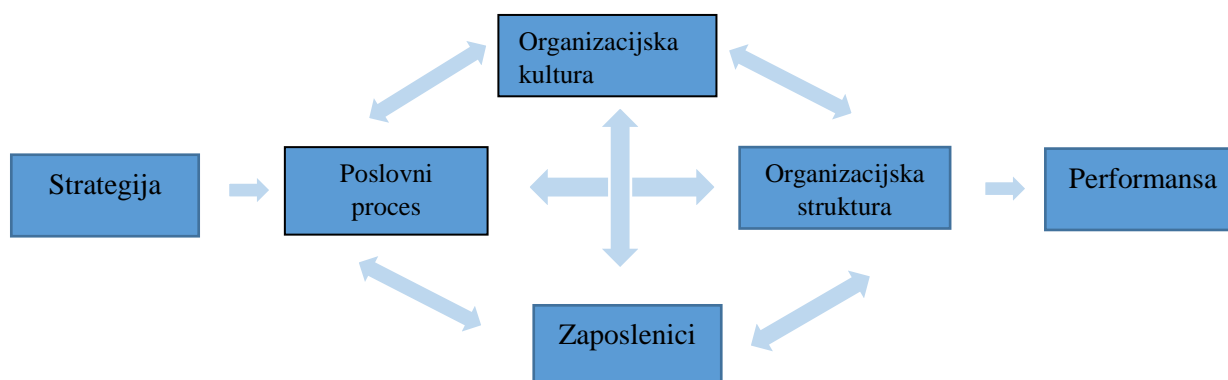 Organizacijska
kultura
Strategija
Poslovni
proces
Organizacijska
struktura
Performansa
Zaposlenici